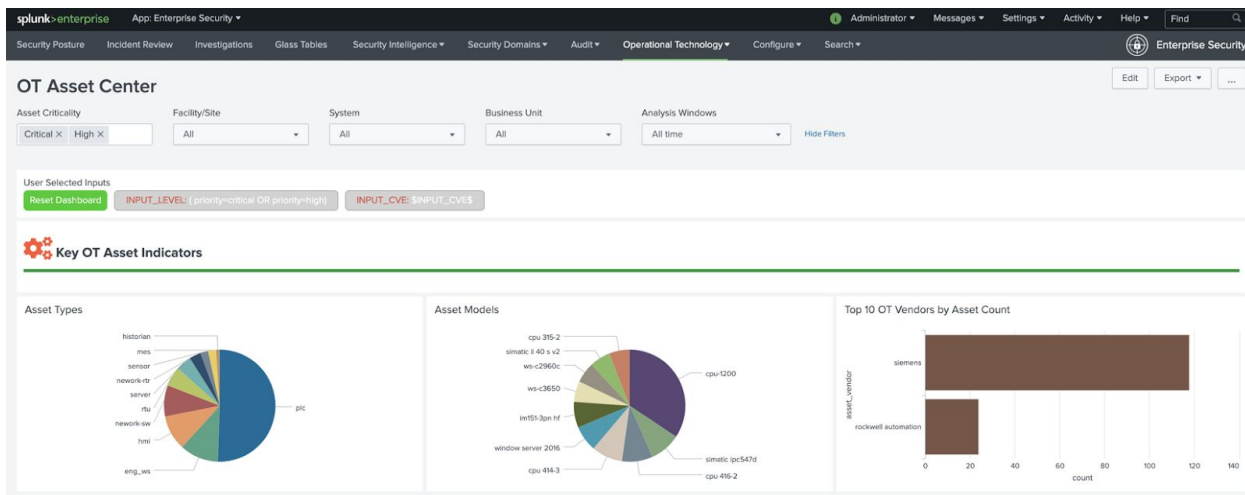 splunk>enterprise App: Enterprise Security ▾ i Administrator ▾ Messages ▾ Settings ▾ Activity ▾ Help ▾ Find
Security Posture Incident Review Investigations Glass Tables Security Intelligence ▾ Security Domains ▾ Audit ▾ Operational Technology ▾ Configure ▾ Search ▾ Enterprise Security
OT Asset Center
Edit Export ▾ ...
Asset Criticality Facility/Site System Business Unit Analysis Windows
Critical × High × All All All All time Hide Filters
User Selected Inputs
Reset Dashboard INPUT_LEVEL: ( priority=critical OR priority=high) INPUT_CVE: $INPUT_CVE$
Key OT Asset Indicators
Asset Types
historian
mes
sensor
nework-rtr
server
rtu
nework-sw
hmi
eng_ws
plc
Asset Models
cpu 315-2
simatic il 40 s v2
ws-c2960c
ws-c3650
im151-3pn hf
window server 2016
cpu 414-3
cpu-1200
simatic ipc547d
cpu 416-2
Top 10 OT Vendors by Asset Count
asset_vendor
siemens
rockwell automation
0 20 40 60 80 100 120 140
count